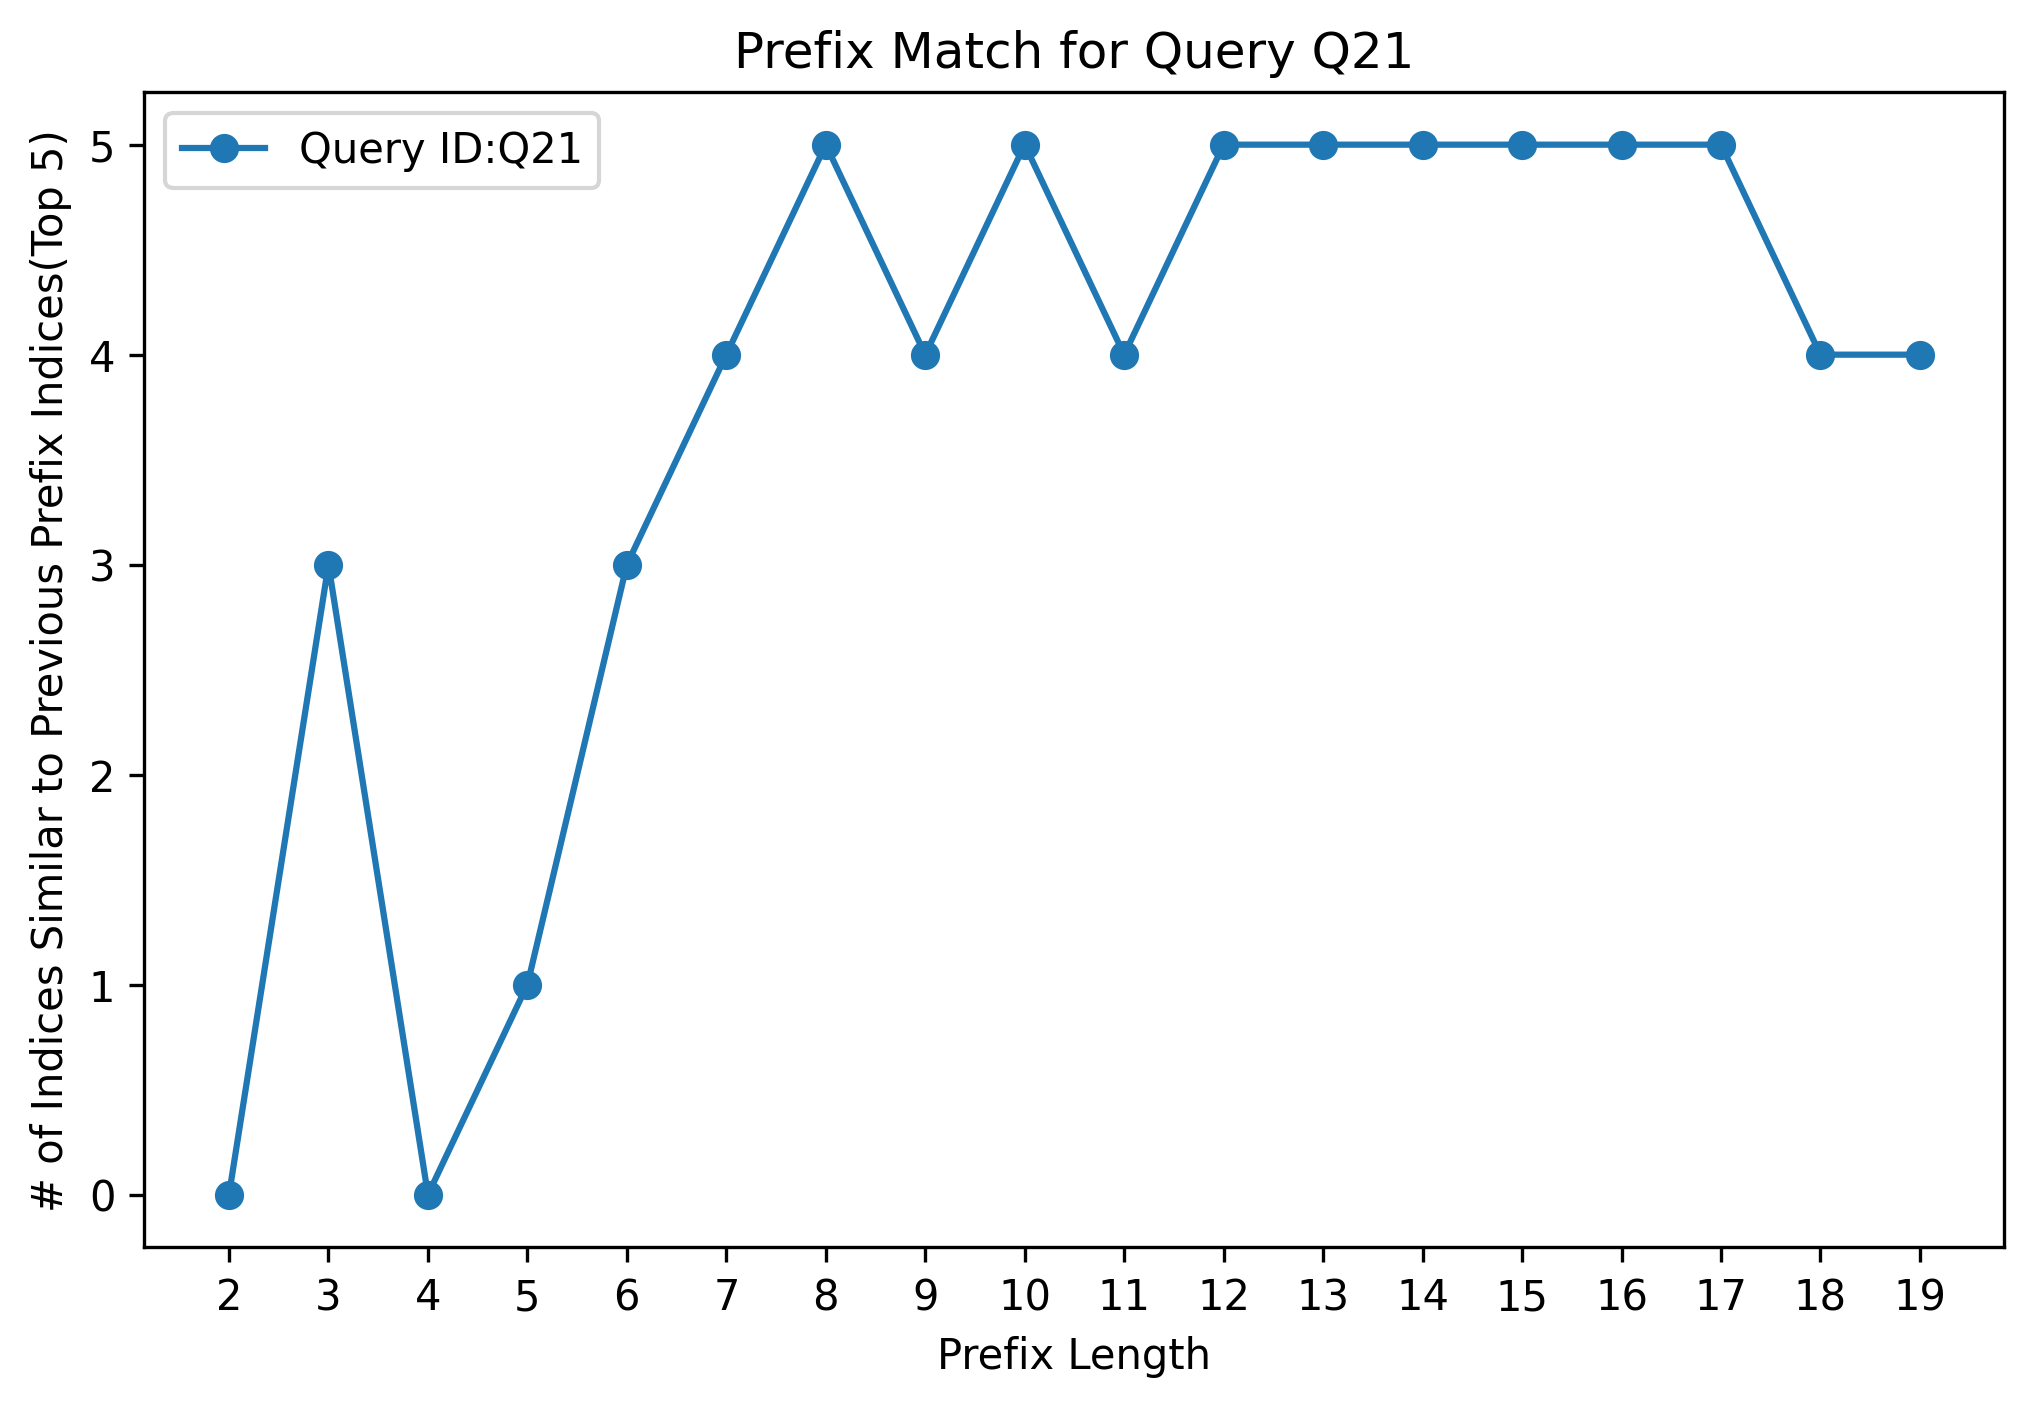 Prefix Match for Query Q21
Query ID:Q21
# of Indices Similar to Previous Prefix Indices(Top 5)
5
4
3
2
1
0
2 3 4 5 6 7 8 9 10 11 12 13 14 15 16 17 18 19
Prefix Length